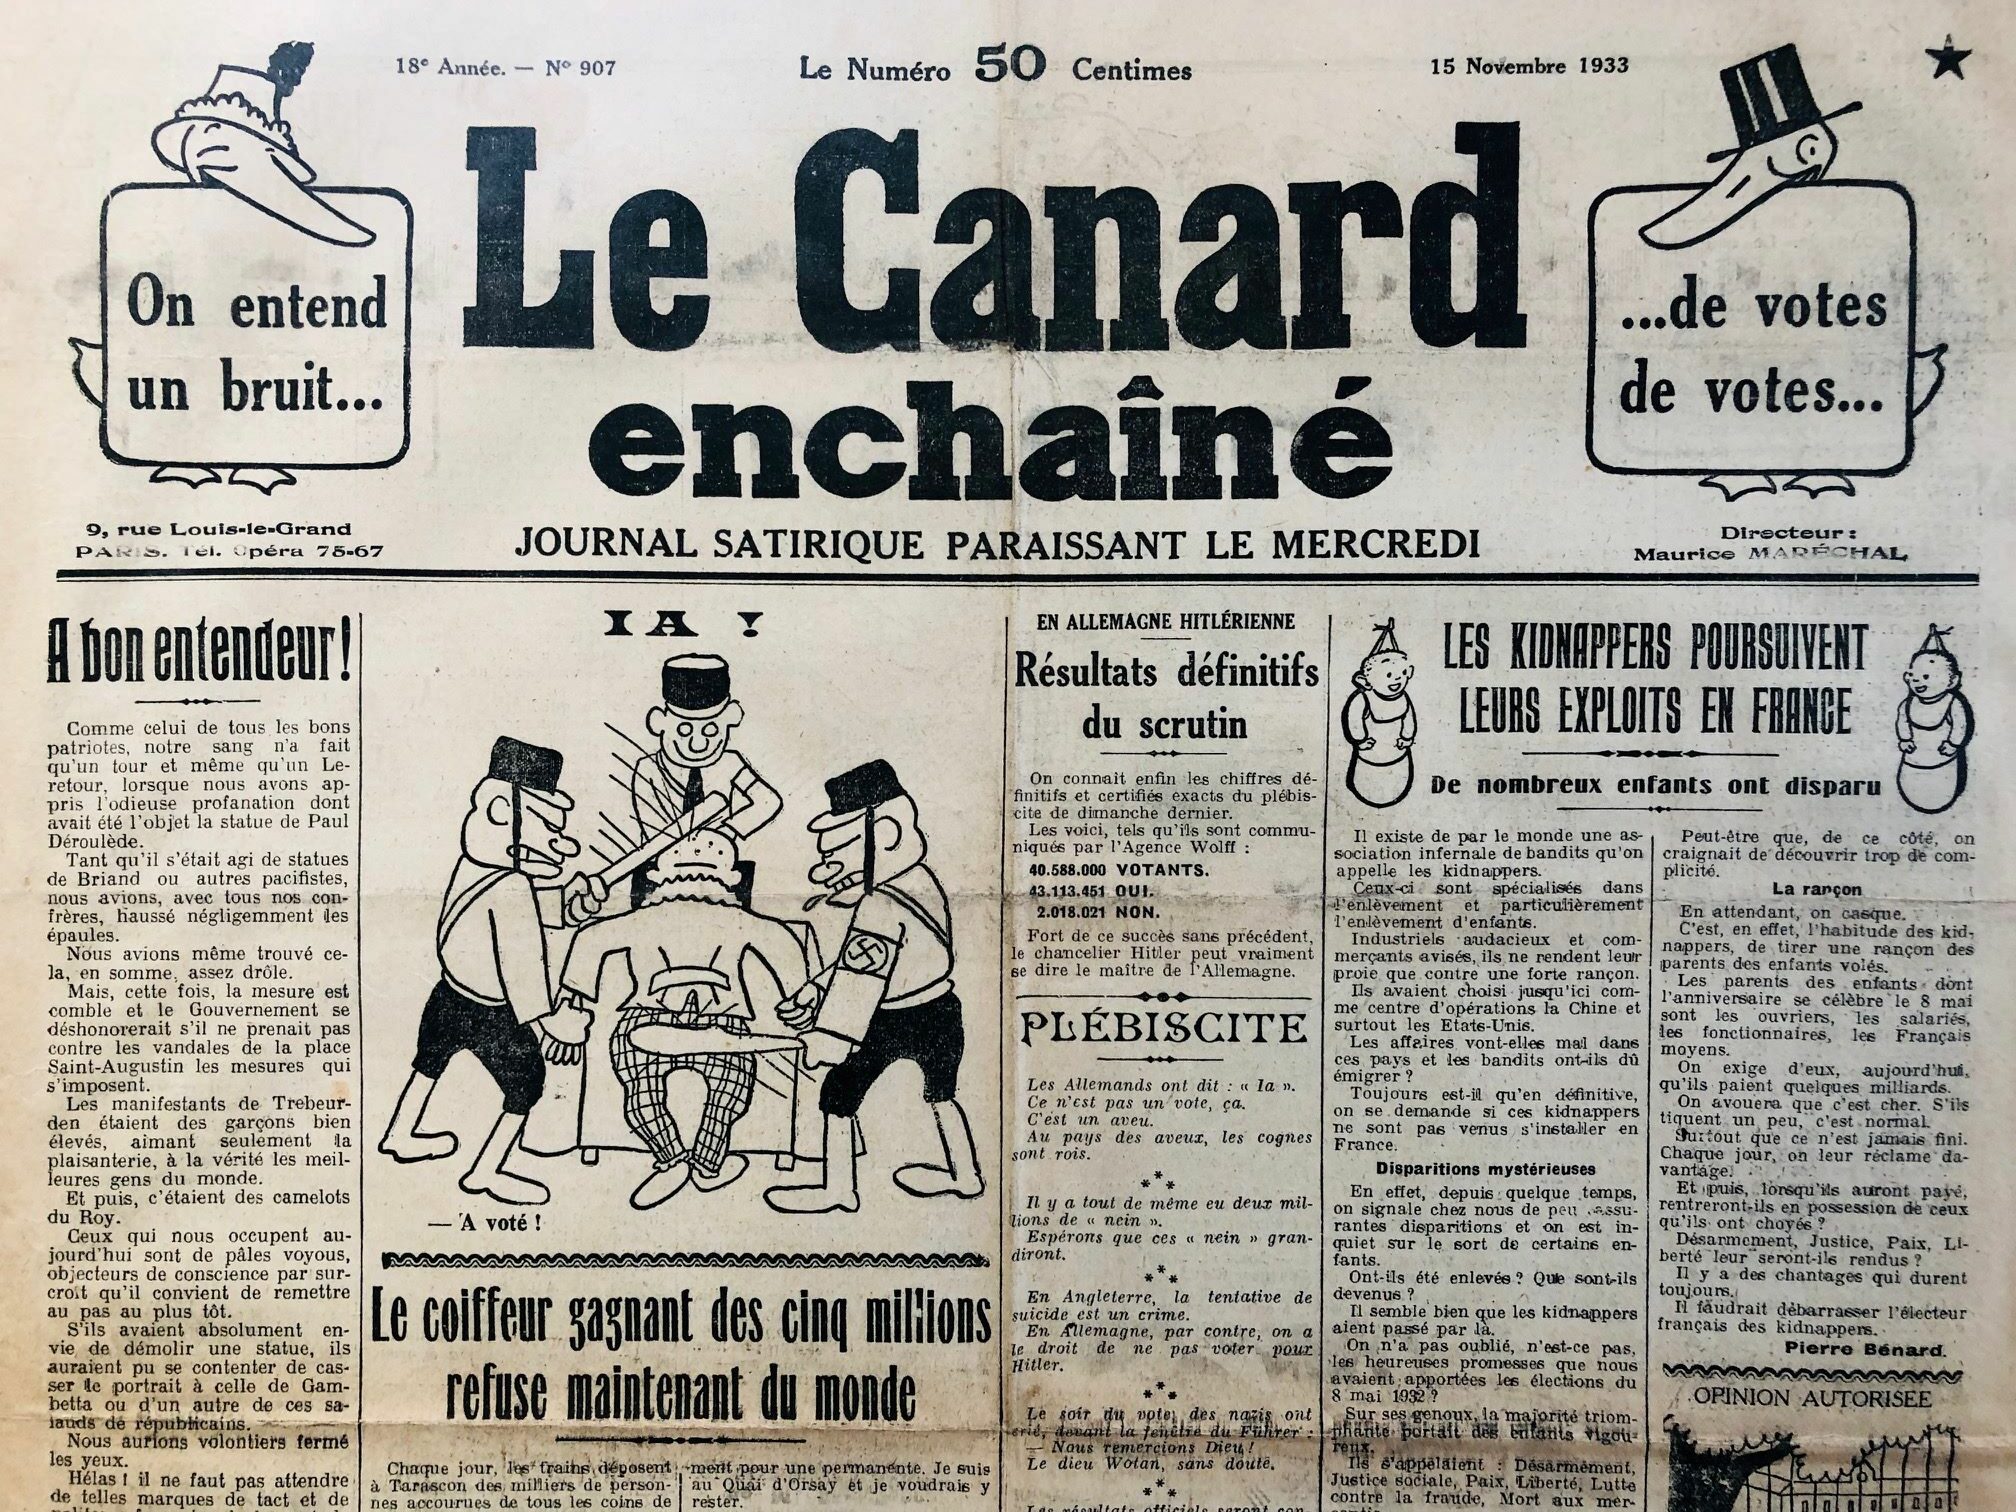 18e Année. — No 907
Le Numéro 50 Centimes
15 Novembre 1933
On entend
un bruit...
Le Canard
enchaîné
...de votes
de votes...
9, rue Louis-le-Grand
PARIS. Tél. Opéra 75-67
JOURNAL SATIRIQUE PARAISSANT LE MERCREDI
Directeur :
Maurice MARÉCHAL
A bon entendeur !
Comme celui de tous les bons
patriotes, notre sang n'a fait
qu'un tour et même qu'un Le-
retour, lorsque nous avons ap-
pris l'odieuse profanation dont
avait été l'objet la statue de Paul
Déroulède.
Tant qu'il s'était agi de statues
de Briand ou autres pacifistes,
nous avions, avec tous nos con-
frères, haussé négligemment les
épaules.
Nous avions même trouvé ce-
la, en somme, assez drôle.
Mais, cette fois, la mesure est
comble et le Gouvernement se
déshonorerait s'il ne prenait pas
contre les vandales de la place
Saint-Augustin les mesures qui
s'imposent.
Les manifestants de Trebeur-
den étaient des garçons bien
élevés, aimant seulement la
plaisanterie, à la vérité les meil-
leures gens du monde.
Et puis, c'étaient des camelots
du Roy.
Ceux qui nous occupent au-
jourd'hui sont de pâles voyous,
objecteurs de conscience par sur-
croît qu'il convient de remettre
au pas au plus tôt.
S'ils avaient absolument en-
vie de démolir une statue, ils
auraient pu se contenter de cas-
ser le portrait à celle de Gam-
betta ou d'un autre de ces sa-
lauds de républicains.
Nous aurions volontiers fermé
les yeux.
Hélas ! il ne faut pas attendre
de telles marques de tact et de
IA !
— A voté !
Le coiffeur gagnant des cinq millions
refuse maintenant du monde
Chaque jour, les trains déposent
à Tarascon des milliers de person-
nes accourues de tous les coins de
ment pour une permanente. Je suis
au Quai d'Orsay et je voudrais y
rester.
EN ALLEMAGNE HITLÉRIENNE
Résultats définitifs
du scrutin
On connaît enfin les chiffres dé-
finitifs et certifiés exacts du plébis-
cite de dimanche dernier.
Les voici, tels qu'ils sont commu-
niqués par l'Agence Wolff :
40.588.000 VOTANTS.
43.113.451 OUI.
2.018.021 NON.
Fort de ce succès sans précédent,
le chancelier Hitler peut vraiment
se dire le maître de l'Allemagne.
PLÉBISCITE
Les Allemands ont dit : « Ia ».
Ce n'est pas un vote, ça.
C'est un aveu.
Au pays des aveux, les cognes
sont rois.
***
Il y a tout de même eu deux mil-
lions de « nein ».
Espérons que ces « nein » gran-
diront.
***
En Angleterre, la tentative de
suicide est un crime.
En Allemagne, par contre, on a
le droit de ne pas voter pour
Hitler.
***
Le soir du vote, des nazis ont
crié, devant la fenêtre du Führer :
— Nous remercions Dieu !
Le dieu Wotan, sans doute.
***
Les résultats officiels seront con-
LES KIDNAPPERS POURSUIVENT
LEURS EXPLOITS EN FRANCE
De nombreux enfants ont disparu
Il existe de par le monde une as-
sociation infernale de bandits qu'on
appelle les kidnappers.
Ceux-ci sont spécialisés dans
l'enlèvement et particulièrement
l'enlèvement d'enfants.
Industriels audacieux et com-
merçants avisés, ils ne rendent leur
proie que contre une forte rançon.
Ils avaient choisi jusqu'ici com-
me centre d'opérations la Chine et
surtout les Etats-Unis.
Les affaires vont-elles mal dans
ces pays et les bandits ont-ils dû
émigrer ?
Toujours est-il qu'en définitive,
on se demande si ces kidnappers
ne sont pas venus s'installer en
France.
Disparitions mystérieuses
En effet, depuis quelque temps,
on signale chez nous de peu rassu-
rantes disparitions et on est in-
quiet sur le sort de certains en-
fants.
Ont-ils été enlevés ? Que sont-ils
devenus ?
Il semble bien que les kidnappers
aient passé par là.
On n'a pas oublié, n'est-ce pas,
les heureuses promesses que nous
avaient apportées les élections du
8 mai 1932 ?
Sur ses genoux, la majorité triom-
phante portait des enfants vigou-
reux.
Ils s'appelaient : Désarmement,
Justice sociale, Paix, Liberté, Lutte
contre la fraude, Mort aux mer-
Peut-être que, de ce côté, on
craignait de découvrir trop de com-
plicité.
La rançon
En attendant, on casque.
C'est, en effet, l'habitude des kid-
nappers, de tirer une rançon des
parents des enfants volés.
Les parents des enfants dont
l'anniversaire se célèbre le 8 mai
sont les ouvriers, les salariés,
les fonctionnaires, les Français
moyens.
On exige d'eux, aujourd'hui,
qu'ils paient quelques milliards.
On avouera que c'est cher. S'ils
tiquent un peu, c'est normal.
Surtout que ce n'est jamais fini.
Chaque jour, on leur réclame da-
vantage.
Et puis, lorsqu'ils auront payé,
rentreront-ils en possession de ceux
qu'ils ont choyés ?
Désarmement, Justice, Paix, Li-
berté leur seront-ils rendus ?
Il y a des chantages qui durent
toujours.
Il faudrait débarrasser l'électeur
français des kidnappers.
Pierre Bénard.
OPINION AUTORISEE